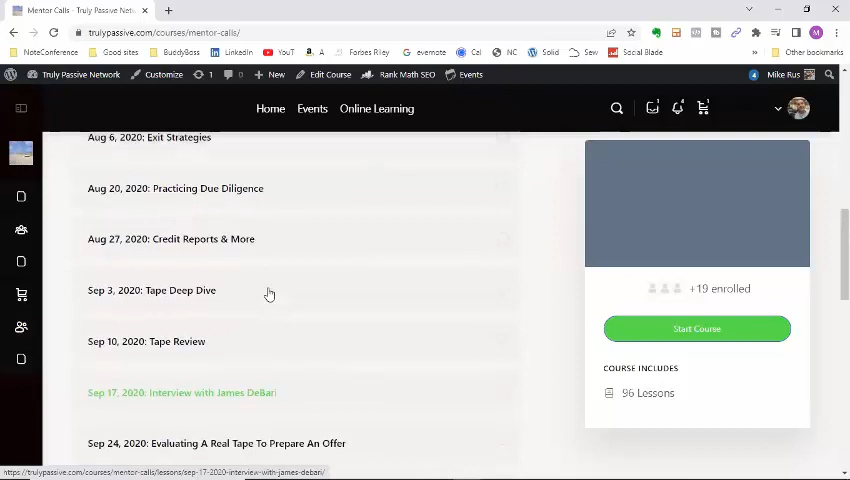 Mentor Calls - Truly Passive Netw
trulypassive.com/courses/mentor-calls/
NoteConference
Good sites
BuddyBoss
LinkedIn
YouT
A
Forbes Riley
evernote
Cal
NC
Solid
Sew
Social Blade
Other bookmarks
Truly Passive Network
Customize
1
0
New
Edit Course
Rank Math SEO
Events
4
Mike Rus
Home
Events
Online Learning
Aug 6, 2020: Exit Strategies
Aug 20, 2020: Practicing Due Diligence
Aug 27, 2020: Credit Reports & More
Sep 3, 2020: Tape Deep Dive
Sep 10, 2020: Tape Review
Sep 17, 2020: Interview with James DeBari
Sep 24, 2020: Evaluating A Real Tape To Prepare An Offer
+19 enrolled
Start Course
COURSE INCLUDES
96 Lessons
https://trulypassive.com/courses/mentor-calls/lessons/sep-17-2020-interview-with-james-debari/